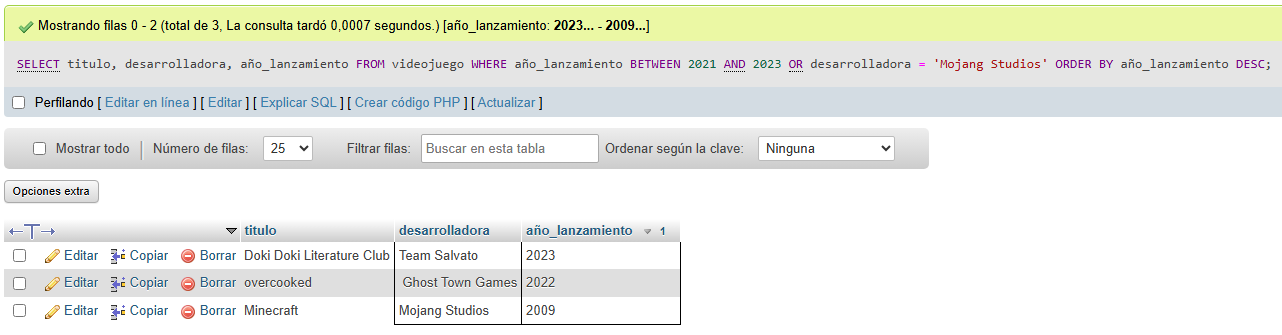 Mostrando filas 0 - 2 (total de 3, La consulta tardó 0,0007 segundos.) [año_lanzamiento: 2023... - 2009...]
SELECT titulo, desarrolladora, año_lanzamiento FROM videojuego WHERE año_lanzamiento BETWEEN 2021 AND 2023 OR desarrolladora = 'Mojang Studios' ORDER BY año_lanzamiento DESC;
Perfilando [ Editar en línea ] [ Editar ] [ Explicar SQL ] [ Crear código PHP ] [ Actualizar ]
Mostrar todo | Número de filas: 25 Filtrar filas: Buscar en esta tabla Ordenar según la clave: Ninguna
Opciones extra
←T→ titulo desarrolladora año_lanzamiento 1
Editar Copiar Borrar Doki Doki Literature Club Team Salvato 2023
Editar Copiar Borrar overcooked Ghost Town Games 2022
Editar Copiar Borrar Minecraft Mojang Studios 2009